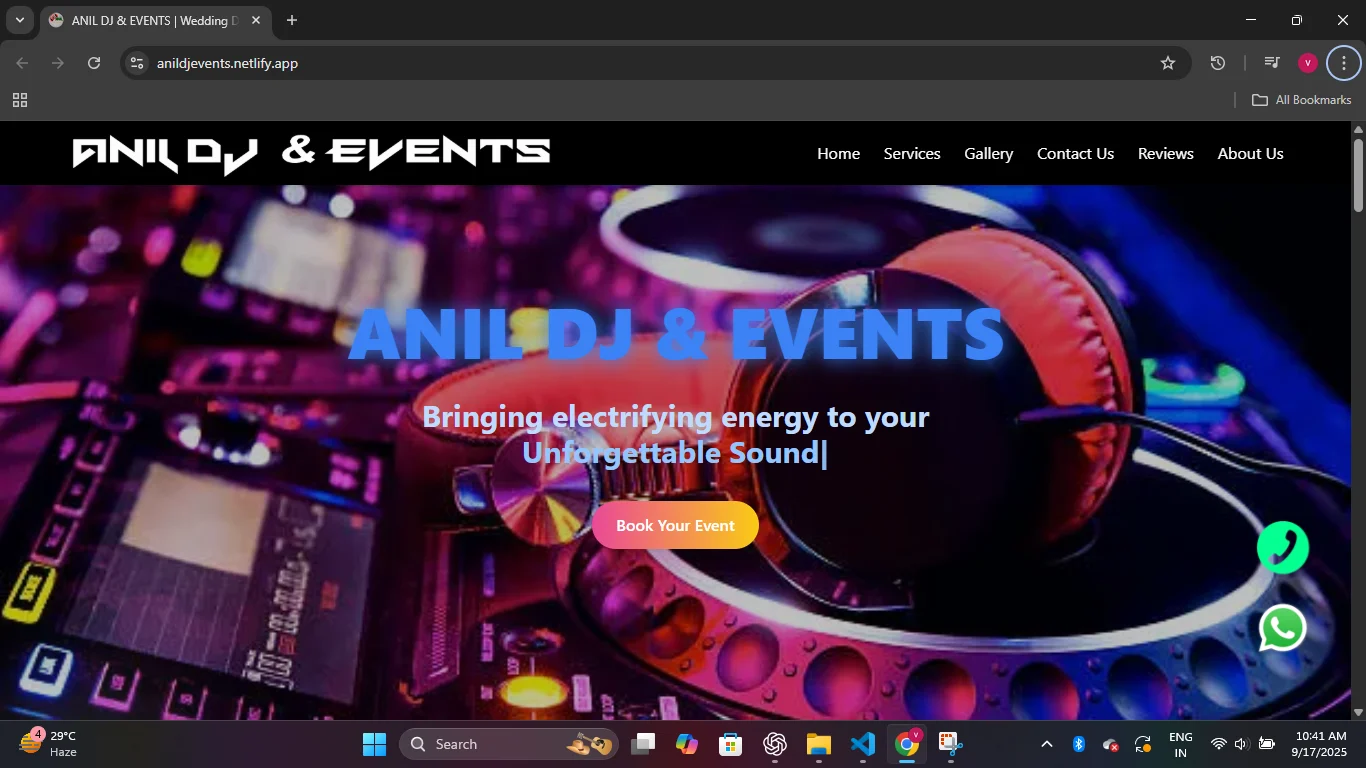 ANIL DJ & EVENTS | Wedding D
anildjevents.netlify.app
V
All Bookmarks
ANIL DJ & EVENTS
Home Services Gallery Contact Us Reviews About Us
ANIL DJ & EVENTS
Bringing electrifying energy to your
Unforgettable Sound|
Book Your Event
4
29°C
Haze
Search
V
ENG
IN
10:41 AM
9/17/2025